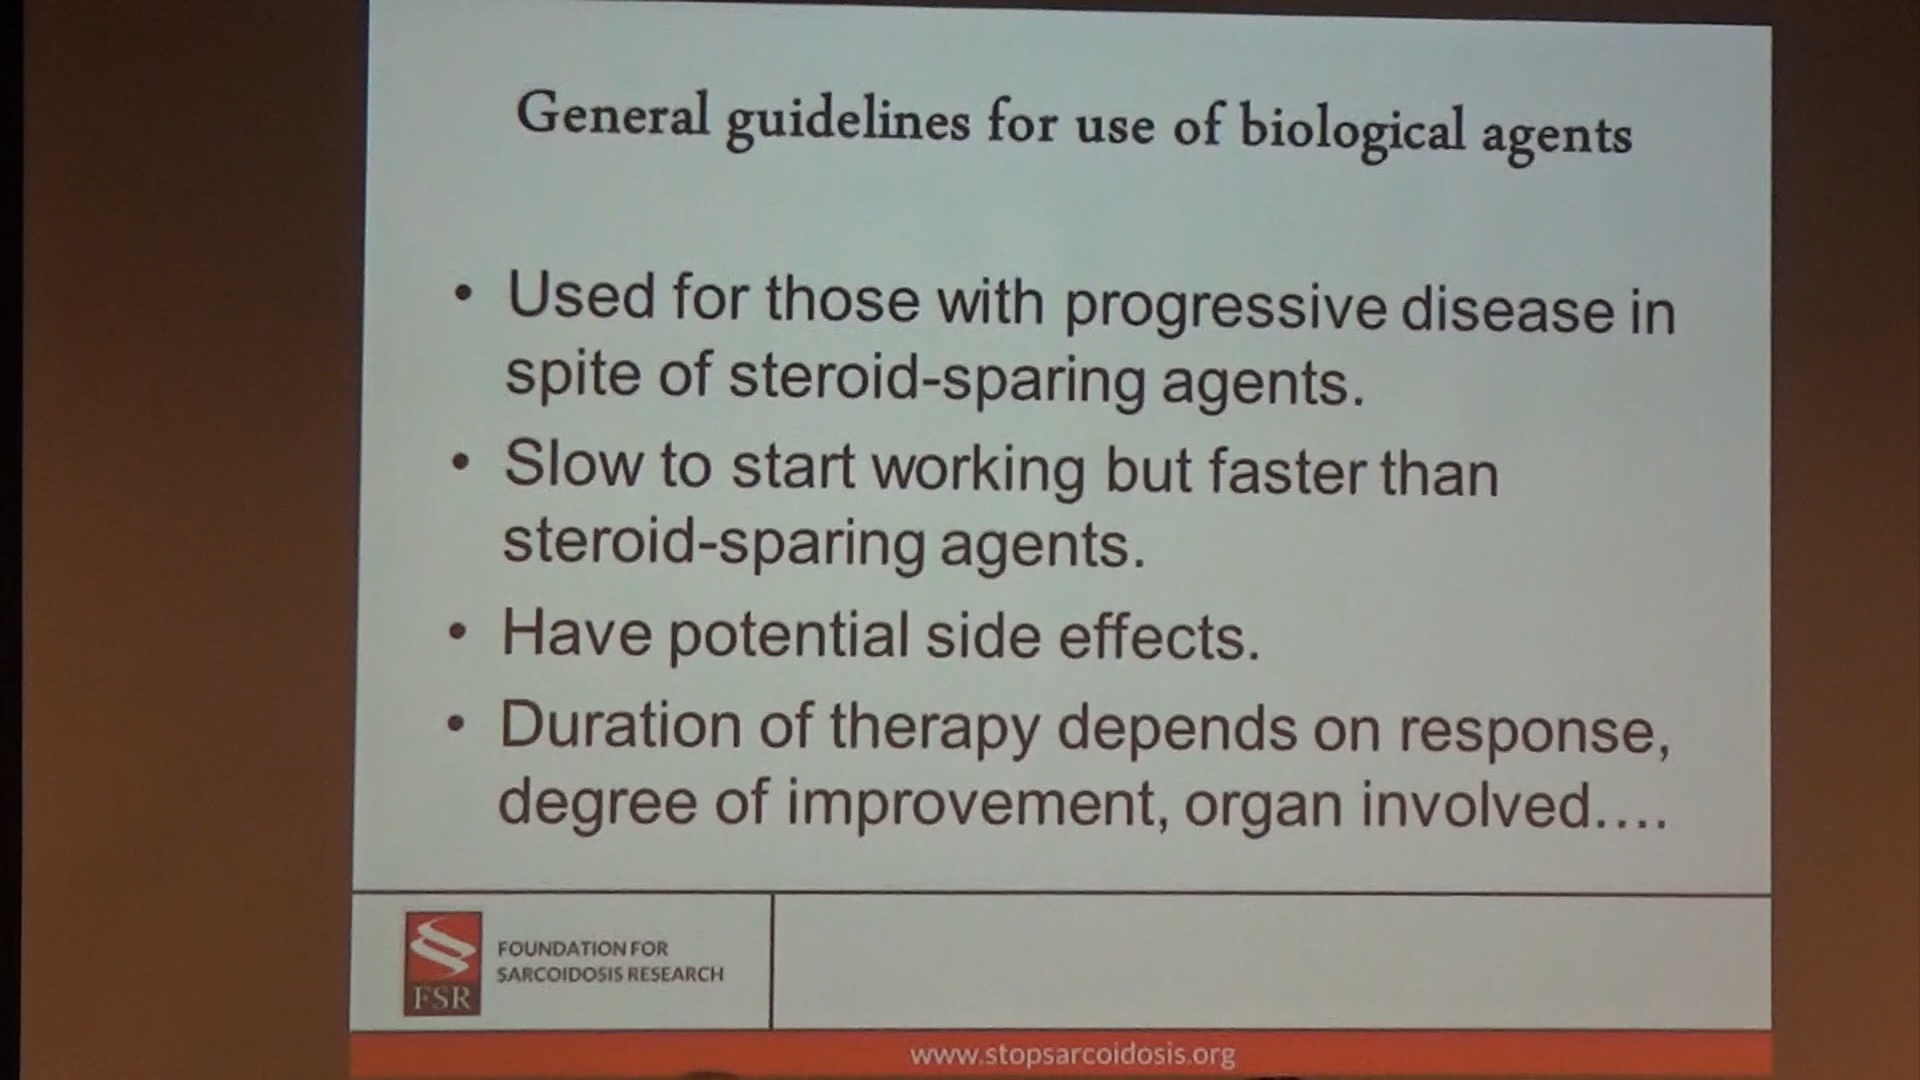 General guidelines for use of biological agents
• Used for those with progressive disease in
spite of steroid-sparing agents.
• Slow to start working but faster than
steroid-sparing agents.
• Have potential side effects.
• Duration of therapy depends on response,
degree of improvement, organ involved....
FSR
FOUNDATION FOR
SARCOIDOSIS RESEARCH
www.stopsarcoidosis.org